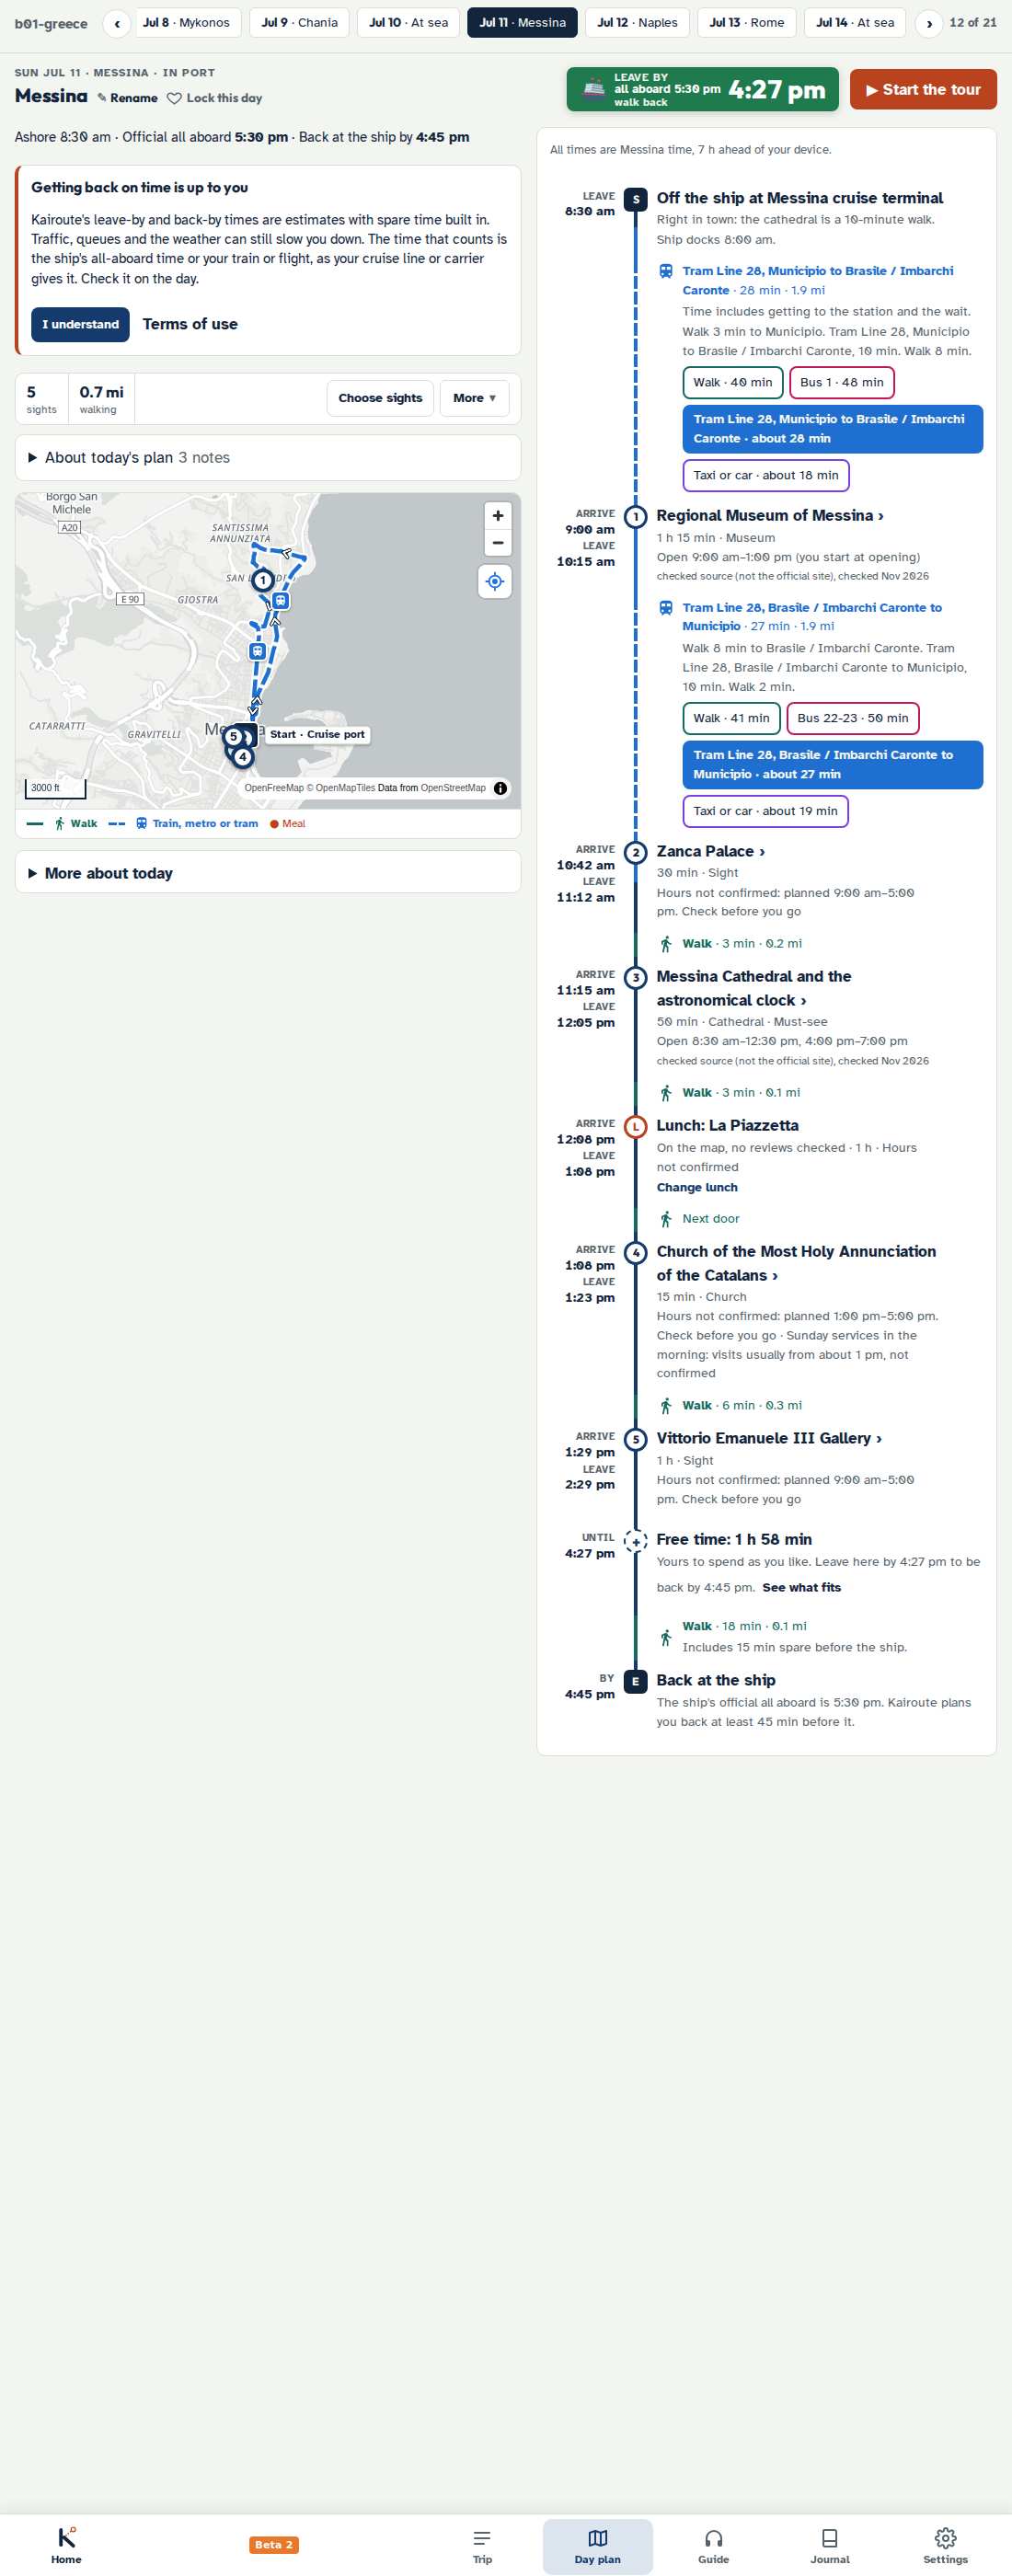 b01-greece
‹
Jul 8 · Mykonos
Jul 9 · Chania
Jul 10 · At sea
Jul 11 · Messina
Jul 12 · Naples
Jul 13 · Rome
Jul 14 · At sea
›
12 of 21
SUN JUL 11 · MESSINA · IN PORT
Messina ✎ Rename Lock this day
LEAVE BY
all aboard 5:30 pm
walk back
4:27 pm
▶ Start the tour
Ashore 8:30 am · Official all aboard 5:30 pm · Back at the ship by 4:45 pm
Getting back on time is up to you
Kairoute's leave-by and back-by times are estimates with spare time built in.
Traffic, queues and the weather can still slow you down. The time that counts is
the ship's all-aboard time or your train or flight, as your cruise line or carrier
gives it. Check it on the day.
I understand
Terms of use
5
sights
0.7 mi
walking
Choose sights
More ▼
▶ About today's plan 3 notes
Borgo San
Michele
A20
SANTISSIMA
ANNUNZIATA
1
E 90
GIOSTRA
CATARRATTI
GRAVITELLI
5
4
Start · Cruise port
+
−
3000 ft
OpenFreeMap © OpenMapTiles Data from OpenStreetMap
Walk
Train, metro or tram
Meal
▶ More about today
All times are Messina time, 7 h ahead of your device.
LEAVE
8:30 am
S
Off the ship at Messina cruise terminal
Right in town: the cathedral is a 10-minute walk.
Ship docks 8:00 am.
Tram Line 28, Municipio to Brasile / Imbarchi
Caronte · 28 min · 1.9 mi
Time includes getting to the station and the wait.
Walk 3 min to Municipio. Tram Line 28, Municipio
to Brasile / Imbarchi Caronte, 10 min. Walk 8 min.
Walk · 40 min
Bus 1 · 48 min
Tram Line 28, Municipio to Brasile / Imbarchi
Caronte · about 28 min
Taxi or car · about 18 min
ARRIVE
9:00 am
LEAVE
10:15 am
1
Regional Museum of Messina ›
1 h 15 min · Museum
Open 9:00 am–1:00 pm (you start at opening)
checked source (not the official site), checked Nov 2026
Tram Line 28, Brasile / Imbarchi Caronte to
Municipio · 27 min · 1.9 mi
Walk 8 min to Brasile / Imbarchi Caronte. Tram
Line 28, Brasile / Imbarchi Caronte to Municipio,
10 min. Walk 2 min.
Walk · 41 min
Bus 22-23 · 50 min
Tram Line 28, Brasile / Imbarchi Caronte to
Municipio · about 27 min
Taxi or car · about 19 min
ARRIVE
10:42 am
LEAVE
11:12 am
2
Zanca Palace ›
30 min · Sight
Hours not confirmed: planned 9:00 am–5:00
pm. Check before you go
Walk · 3 min · 0.2 mi
ARRIVE
11:15 am
LEAVE
12:05 pm
3
Messina Cathedral and the
astronomical clock ›
50 min · Cathedral · Must-see
Open 8:30 am–12:30 pm, 4:00 pm–7:00 pm
checked source (not the official site), checked Nov 2026
Walk · 3 min · 0.1 mi
ARRIVE
12:08 pm
LEAVE
1:08 pm
L
Lunch: La Piazzetta
On the map, no reviews checked · 1 h · Hours
not confirmed
Change lunch
Next door
ARRIVE
1:08 pm
LEAVE
1:23 pm
4
Church of the Most Holy Annunciation
of the Catalans ›
15 min · Church
Hours not confirmed: planned 1:00 pm–5:00 pm.
Check before you go · Sunday services in the
morning: visits usually from about 1 pm, not
confirmed
Walk · 6 min · 0.3 mi
ARRIVE
1:29 pm
LEAVE
2:29 pm
5
Vittorio Emanuele III Gallery ›
1 h · Sight
Hours not confirmed: planned 9:00 am–5:00
pm. Check before you go
UNTIL
4:27 pm
+
Free time: 1 h 58 min
Yours to spend as you like. Leave here by 4:27 pm to be
back by 4:45 pm. See what fits
Walk · 18 min · 0.1 mi
Includes 15 min spare before the ship.
BY
4:45 pm
E
Back at the ship
The ship's official all aboard is 5:30 pm. Kairoute plans
you back at least 45 min before it.
Home
Beta 2
Trip
Day plan
Guide
Journal
Settings